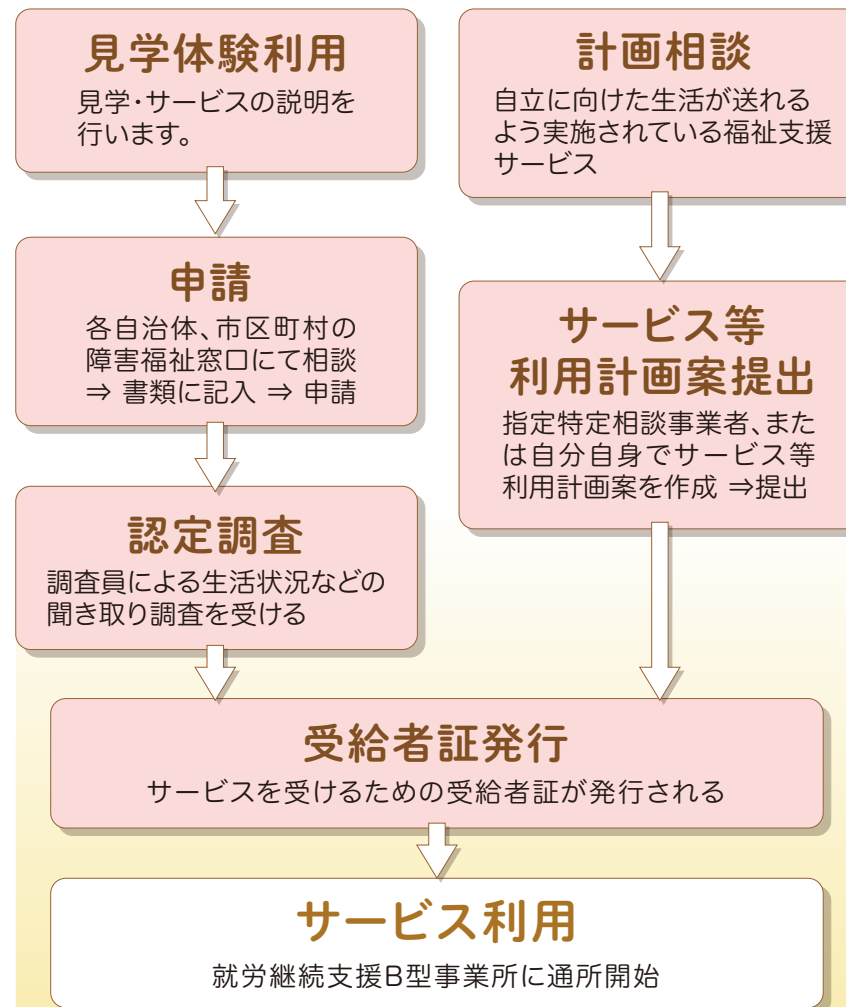 見学体験利用
見学・サービスの説明を
行います。
申請
各自治体、市区町村の
障害福祉窓口にて相談
⇒ 書類に記入 ⇒ 申請
認定調査
調査員による生活状況などの
聞き取り調査を受ける
計画相談
自立に向けた生活が送れる
よう実施されている福祉支援
サービス
サービス等
利用計画案提出
指定特定相談事業者、また
は自分自身でサービス等
利用計画案を作成 ⇒提出
受給者証発行
サービスを受けるための受給者証が発行される
サービス利用
就労継続支援B型事業所に通所開始